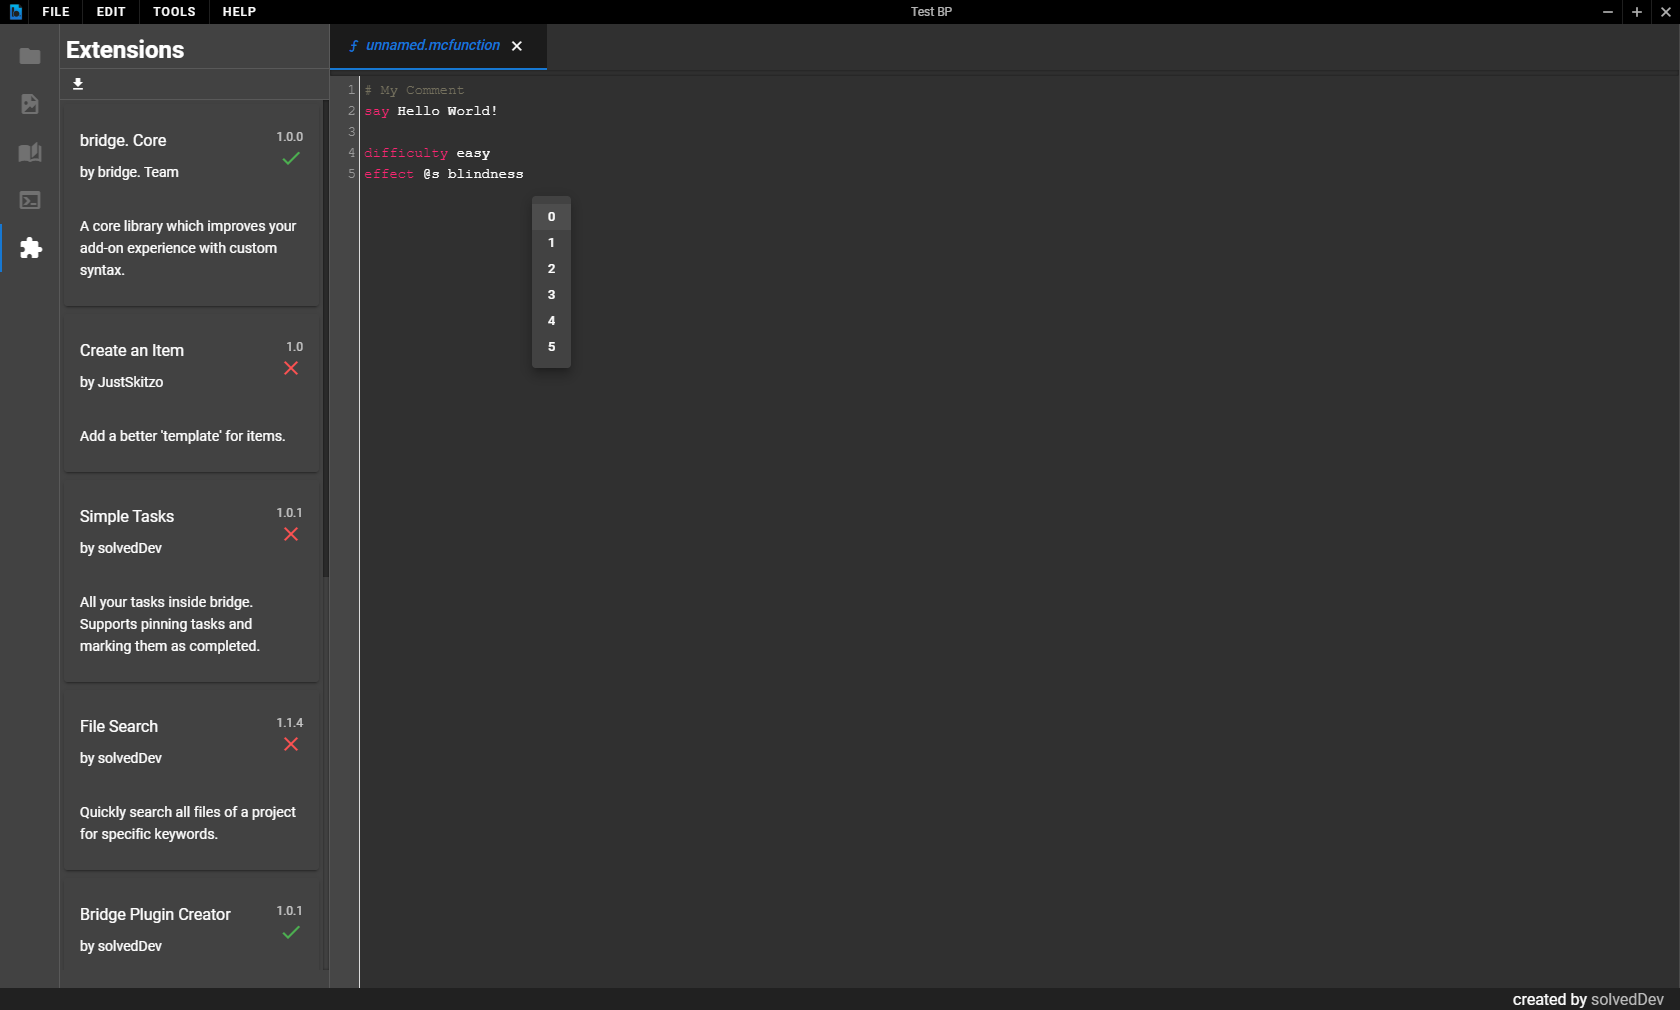 FILE EDIT TOOLS HELP
Test BP
Extensions
bridge. Core
1.0.0
by bridge. Team
A core library which improves your
add-on experience with custom
syntax.
Create an Item
1.0
by JustSkitzo
Add a better 'template' for items.
Simple Tasks
1.0.1
by solvedDev
All your tasks inside bridge.
Supports pinning tasks and
marking them as completed.
File Search
1.1.4
by solvedDev
Quickly search all files of a project
for specific keywords.
Bridge Plugin Creator
1.0.1
by solvedDev
unnamed.mcfunction
1 # My Comment
2 say Hello World!
3
4 difficulty easy
5 effect @s blindness
0
1
2
3
4
5
created by solvedDev